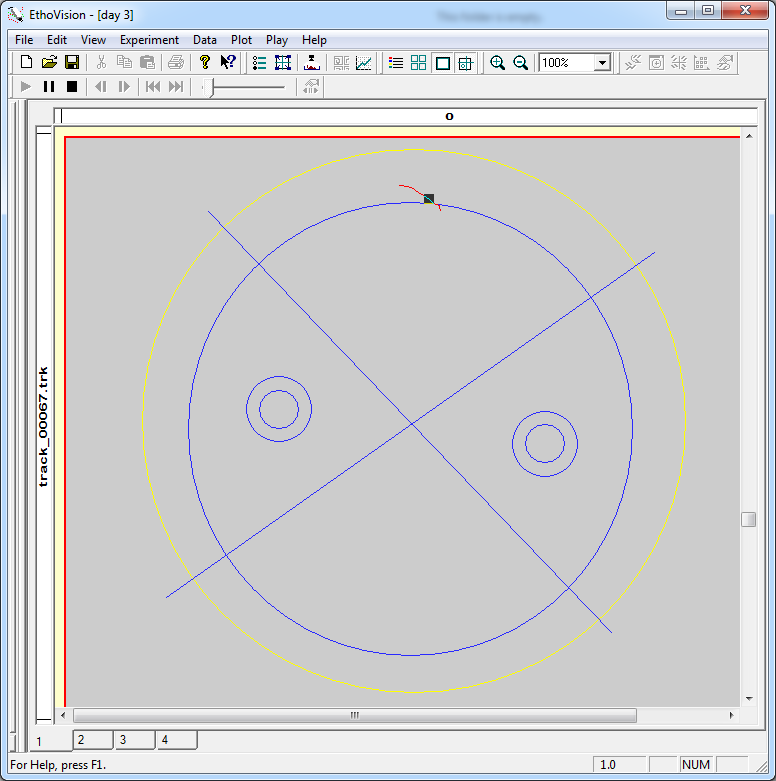 EthoVision - [day 3]
This folder is empty.
File Edit View Experiment Data Plot Play Help
100%
o
track_00067.trk
1 2 3 4
For Help, press F1.
1.0 NUM